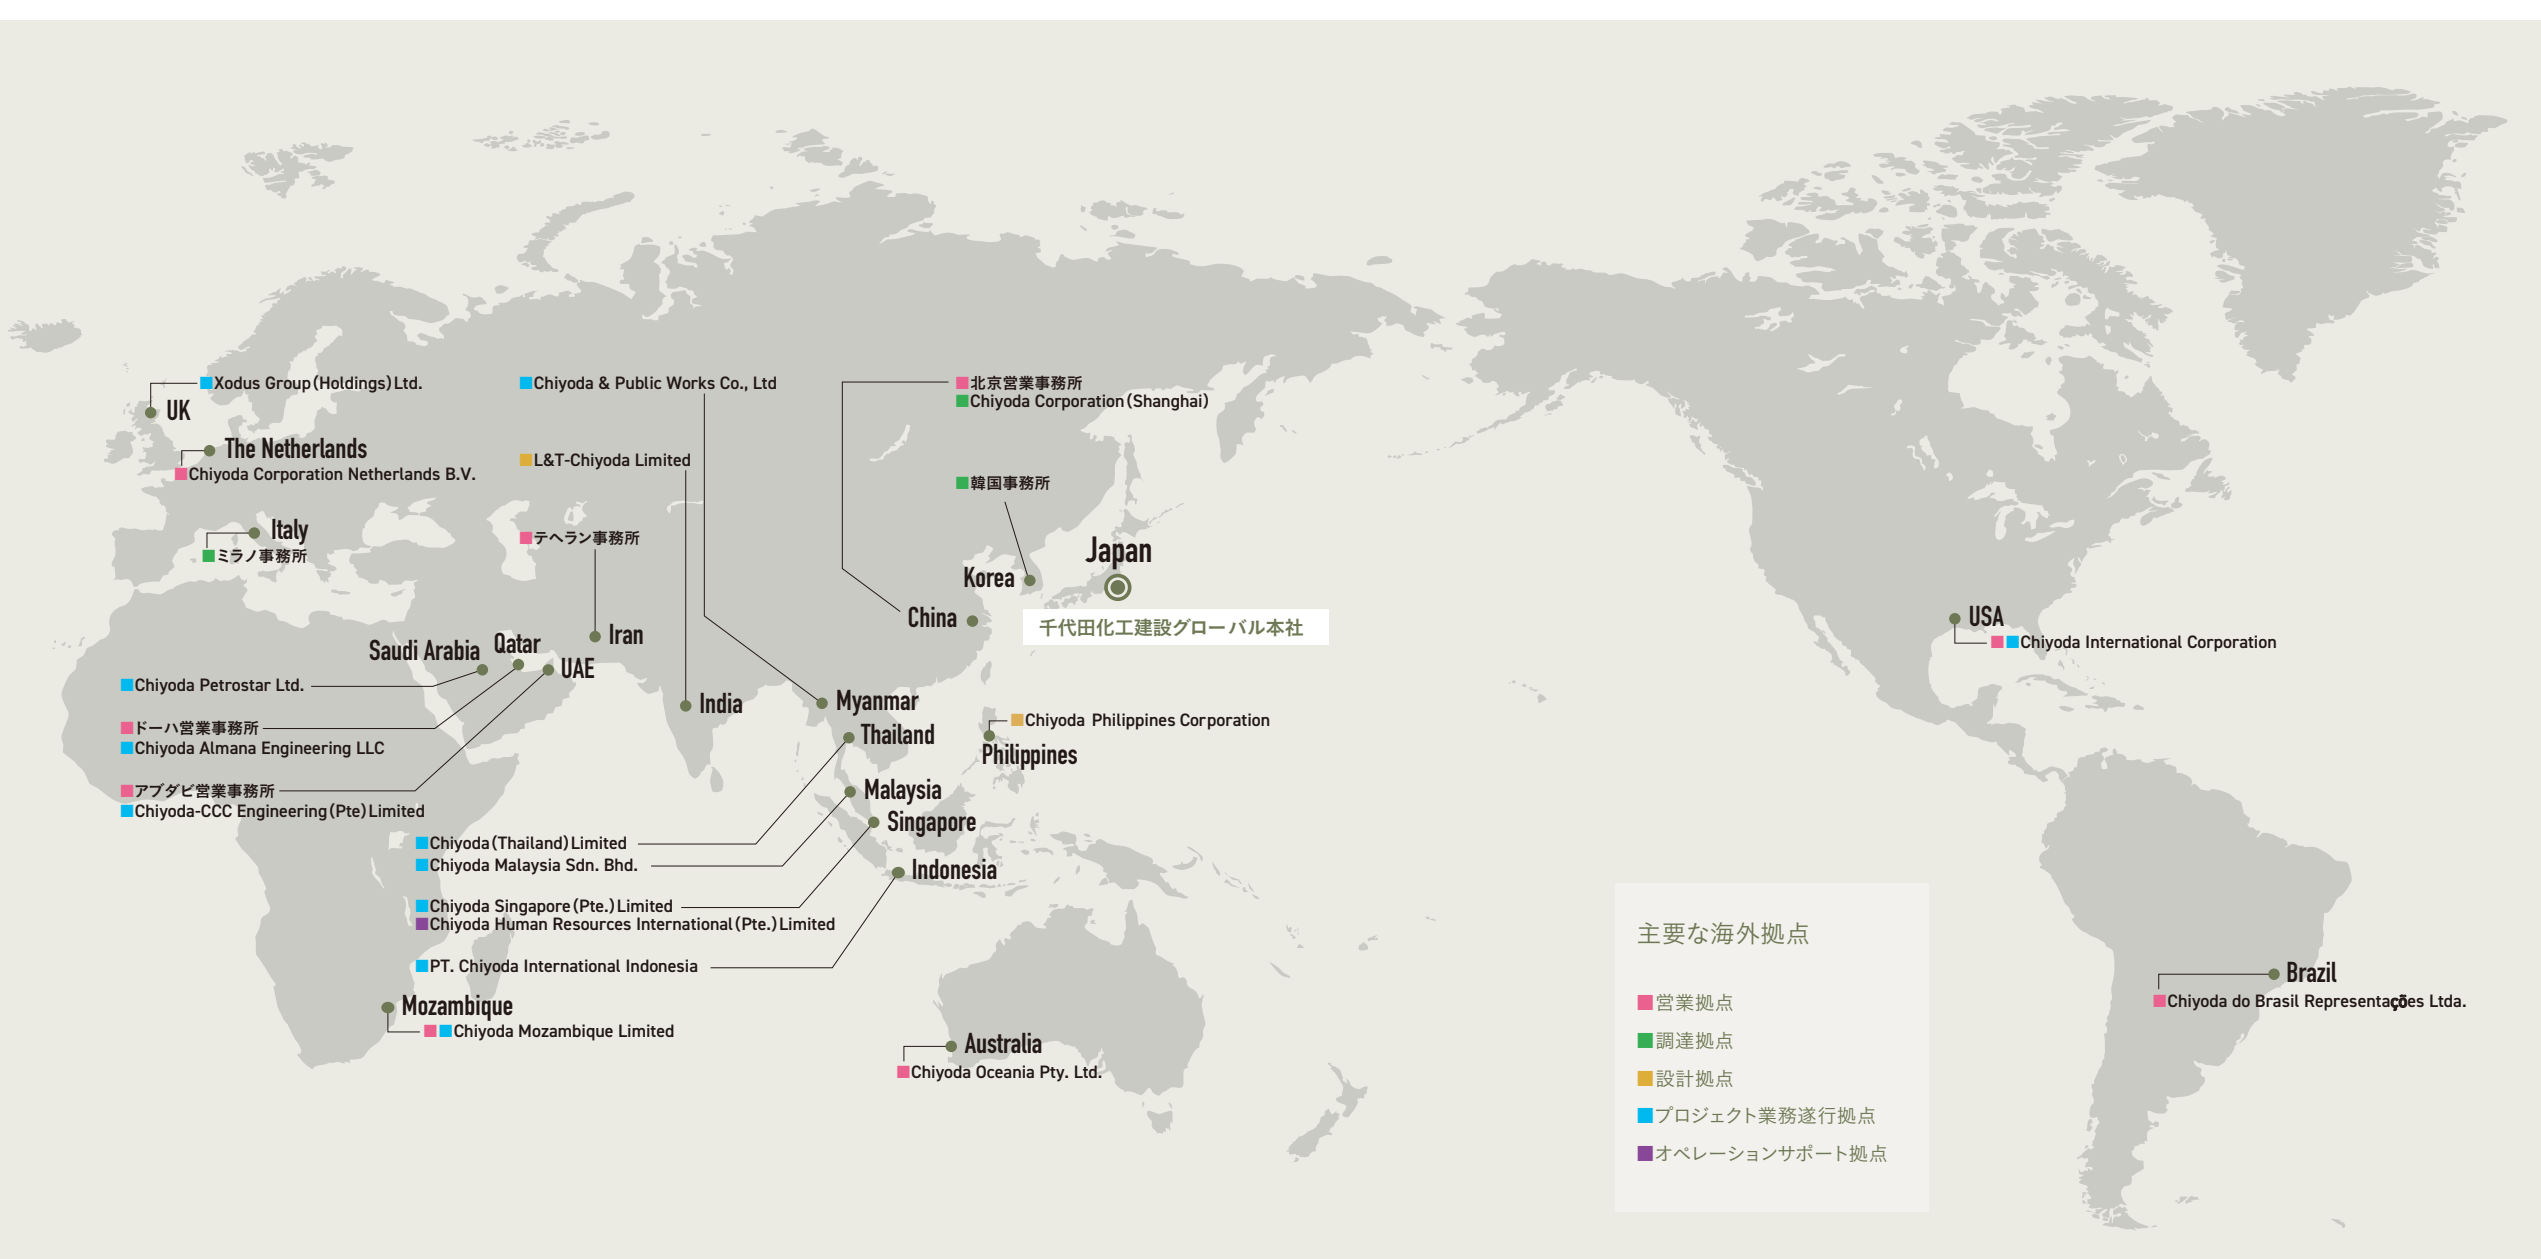 Xodus Group (Holdings) Ltd.
UK
The Netherlands
Chiyoda Corporation Netherlands B.V.
Italy
ミラノ事務所
Chiyoda & Public Works Co., Ltd
L&T-Chiyoda Limited
テヘラン事務所
北京営業事務所
Chiyoda Corporation (Shanghai)
韓国事務所
Japan
千代田化工建設グローバル本社
Korea
China
Iran
Qatar
Saudi Arabia
UAE
Chiyoda Petrostar Ltd.
ドーハ営業事務所
Chiyoda Almana Engineering LLC
アブダビ営業事務所
Chiyoda-CCC Engineering (Pte) Limited
India
Myanmar
Thailand
Chiyoda Philippines Corporation
Philippines
Malaysia
Singapore
Indonesia
Chiyoda (Thailand) Limited
Chiyoda Malaysia Sdn. Bhd.
Chiyoda Singapore (Pte.) Limited
Chiyoda Human Resources International (Pte.) Limited
PT. Chiyoda International Indonesia
Mozambique
Chiyoda Mozambique Limited
Australia
Chiyoda Oceania Pty. Ltd.
USA
Chiyoda International Corporation
Brazil
Chiyoda do Brasil Representações Ltda.
主要な海外拠点
営業拠点
調達拠点
設計拠点
プロジェクト業務遂行拠点
オペレーションサポート拠点